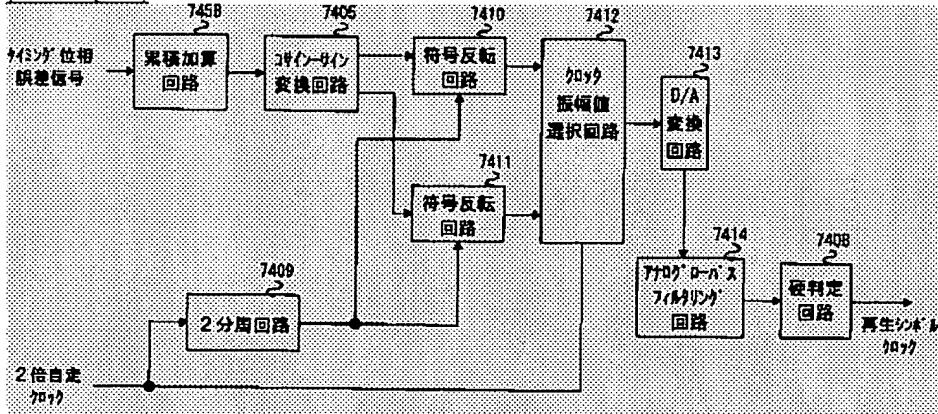 745B
7405
7410
7412
7413
タイミング位相
誤差信号
累積加算
回路
コサイン-サイン
変換回路
符号反転
回路
クロック
振幅値
選択回路
D/A
変換
回路
7411
符号反転
回路
7409
2分周回路
7414
アナログローパス
フィルタリング
回路
7408
硬判定
回路
再生シンボル
クロック
2倍自走
クロック